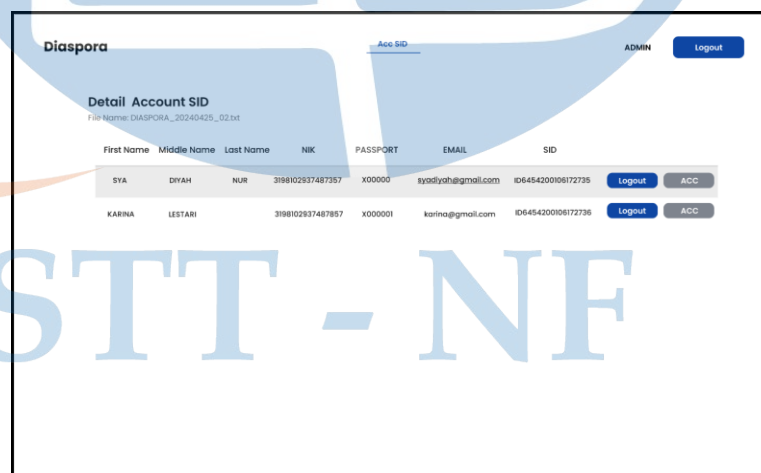 Diaspora Acc SID ADMIN Logout
Detail Account SID
File Name: DIASPORA_20240425_02.txt
First Name Middle Name Last Name NIK PASSPORT EMAIL SID
SYA DIYAH NUR 3198102937487357 X00000 syadiyah@gmail.com ID6454200106172735 Logout ACC
KARINA LESTARI 3198102937487857 X000001 karina@gmail.com ID6454200106172736 Logout ACC
STT - NF